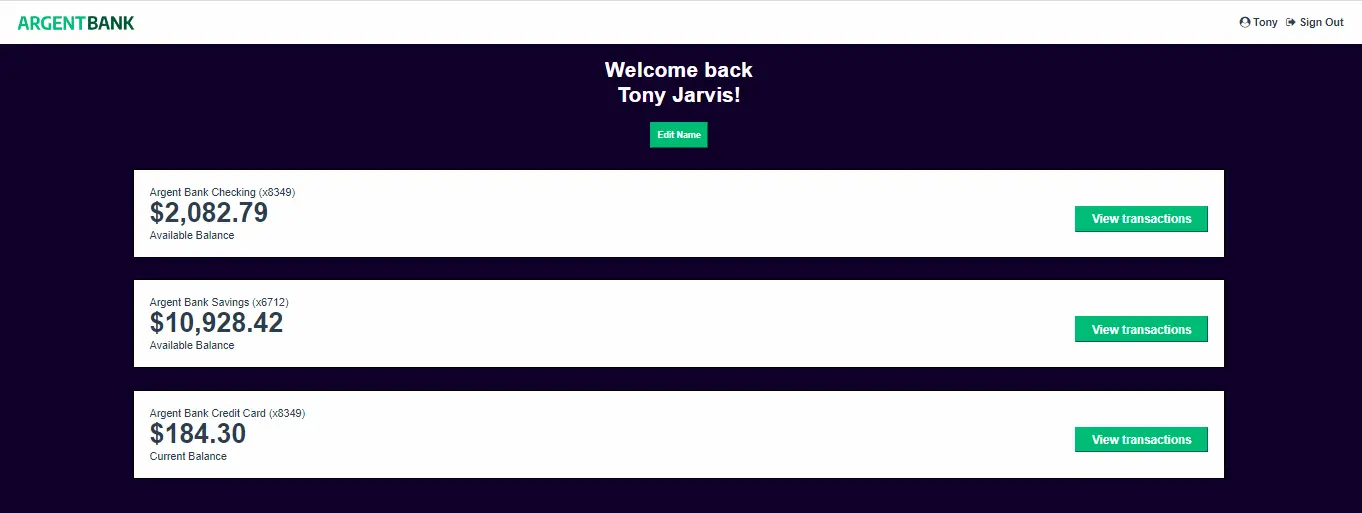 ARGENTBANK
Tony Sign Out
Welcome back
Tony Jarvis!
Edit Name
Argent Bank Checking (x8349)
$2,082.79
Available Balance
View transactions
Argent Bank Savings (x6712)
$10,928.42
Available Balance
View transactions
Argent Bank Credit Card (x8349)
$184.30
Current Balance
View transactions